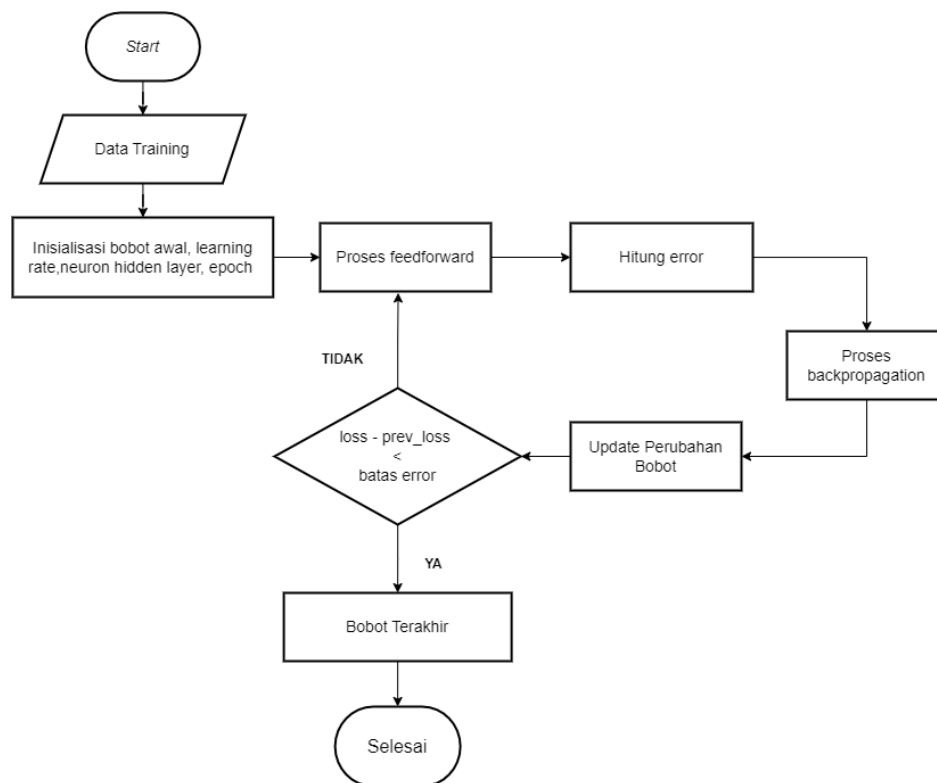 Start
Data Training
Inisialisasi bobot awal, learning
rate,neuron hidden layer, epoch
Proses feedforward
Hitung error
Proses
backpropagation
Update Perubahan
Bobot
loss - prev_loss
<
batas error
TIDAK
YA
Bobot Terakhir
Selesai